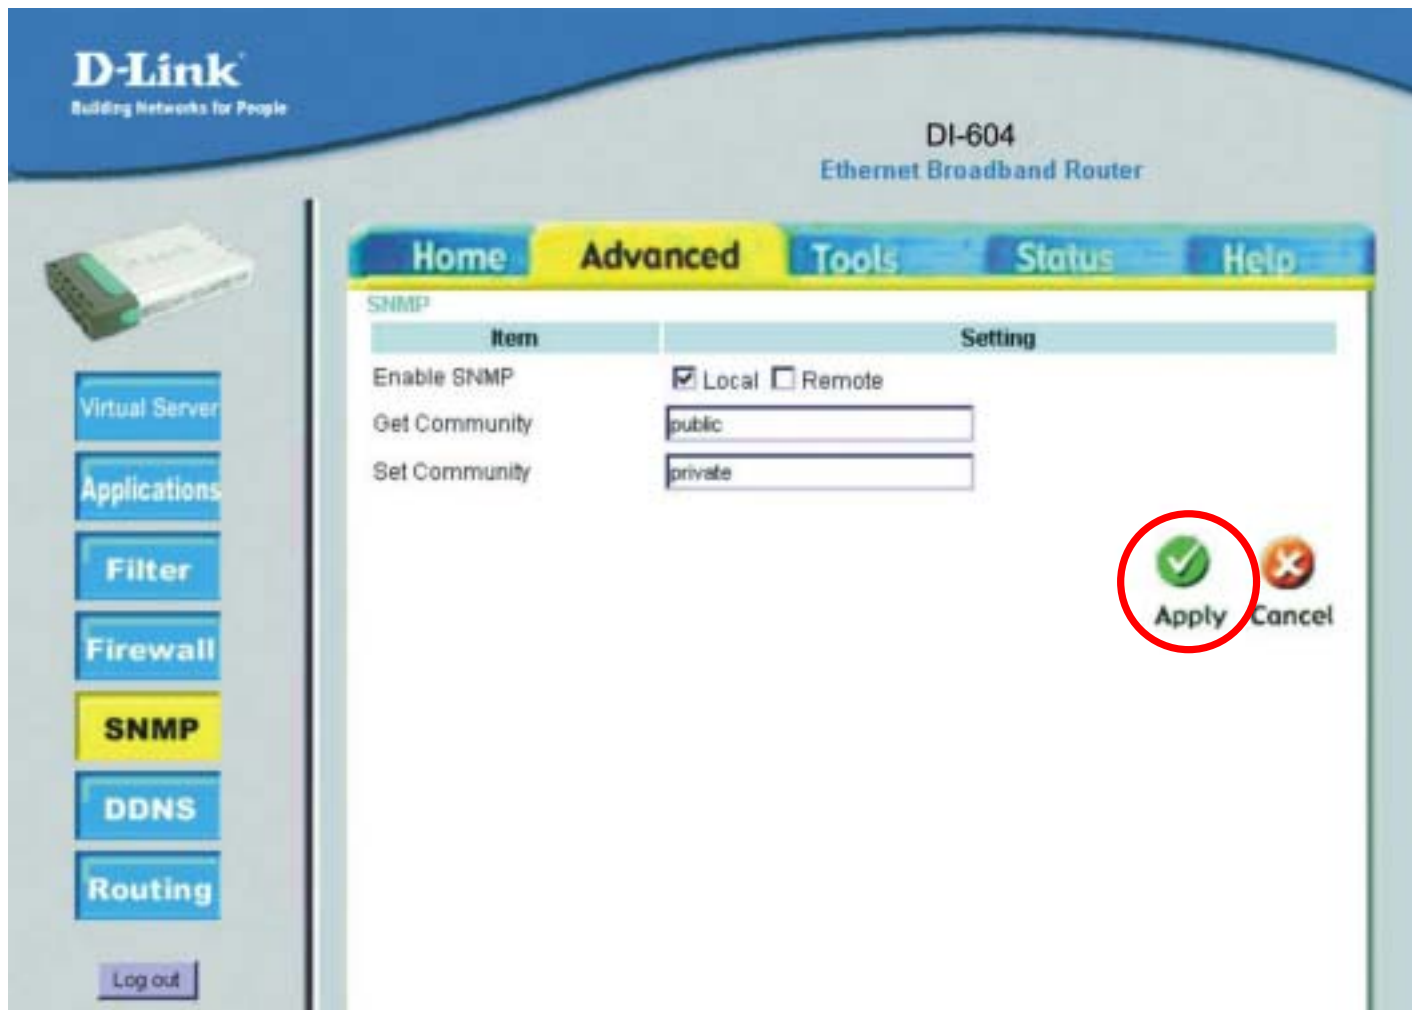 D-Link
Building Networks for People
DI-604
Ethernet Broadband Router
Home Advanced Tools Status Help
SNMP
Item Setting
Enable SNMP Local Remote
Get Community public
Set Community private
Apply Cancel
Virtual Server
Applications
Filter
Firewall
SNMP
DDNS
Routing
Log out